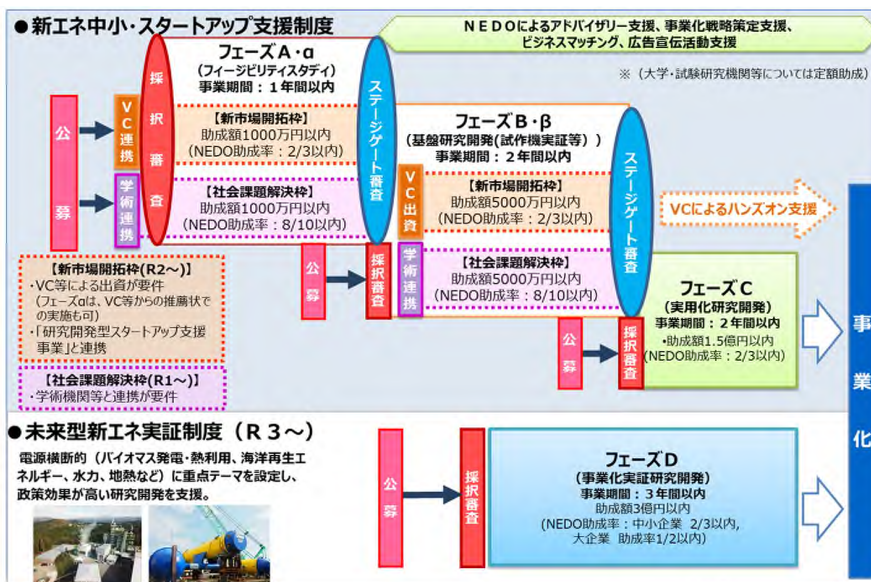 ●新エネ中小・スタートアップ支援制度
NEDOによるアドバイザリー支援、事業化戦略策定支援、
ビジネスマッチング、広告宣伝活動支援
※（大学・試験研究機関等については定額助成）
公募
VC連携
学術連携
採択審査
フェーズA・α
（フィージビリティスタディ）
事業期間：１年間以内
【新市場開拓枠】
助成額1000万円以内
（NEDO助成率：2/3以内）
【社会課題解決枠】
助成額1000万円以内
（NEDO助成率：8/10以内）
ステージゲート審査
公募
採択審査
フェーズB・β
（基盤研究開発(試作機実証等））
事業期間：２年間以内
VC出資
【新市場開拓枠】
助成額5000万円以内
（NEDO助成率：2/3以内）
学術連携
【社会課題解決枠】
助成額5000万円以内
（NEDO助成率：8/10以内）
ステージゲート審査
VCによるハンズオン支援
公募
採択審査
フェーズC
（実用化研究開発）
事業期間：２年間以内
・助成額1.5億円以内
（NEDO助成率：2/3以内）
事業化
【新市場開拓枠(R2～)】
・VC等による出資が要件
（フェーズαは、VC等からの推薦状で
の実施も可）
・「研究開発型スタートアップ支援
事業」と連携
【社会課題解決枠(R1～)】
・学術機関等と連携が要件
●未来型新エネ実証制度（R３～）
電源横断的（バイオマス発電・熱利用、海洋再生エ
ネルギー、水力、地熱など）に重点テーマを設定し、
政策効果が高い研究開発を支援。
公募
採択審査
フェーズD
（事業化実証研究開発）
事業期間：３年間以内
助成額3億円以内
（NEDO助成率：中小企業 2/3以内,
大企業 助成率1/2以内）